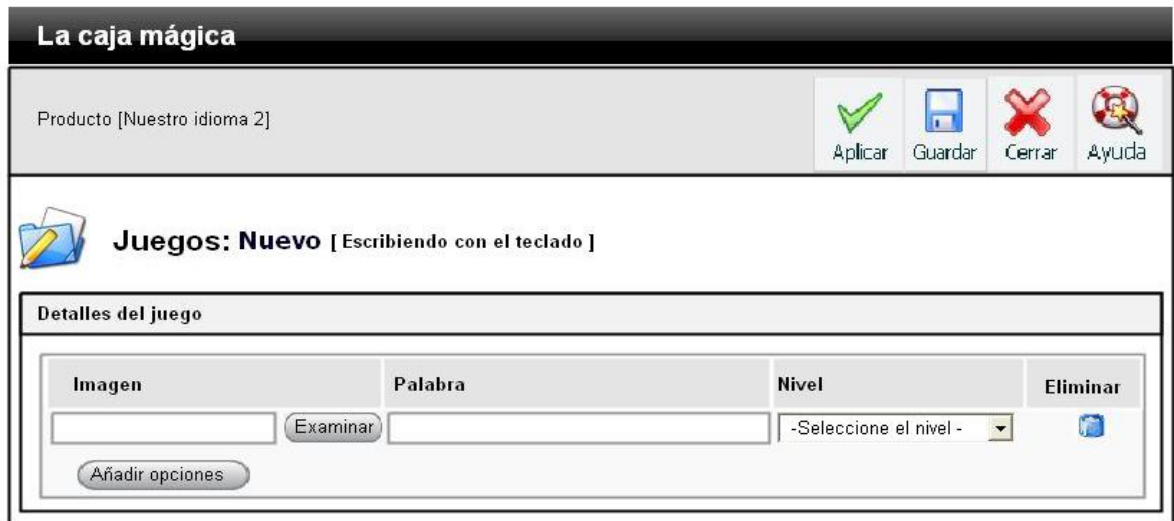 La caja mágica
Producto [Nuestro idioma 2]
Aplicar Guardar Cerrar Ayuda
Juegos: Nuevo [ Escribiendo con el teclado ]
Detalles del juego
Imagen Palabra Nivel Eliminar
Examinar -Seleccione el nivel -
Añadir opciones